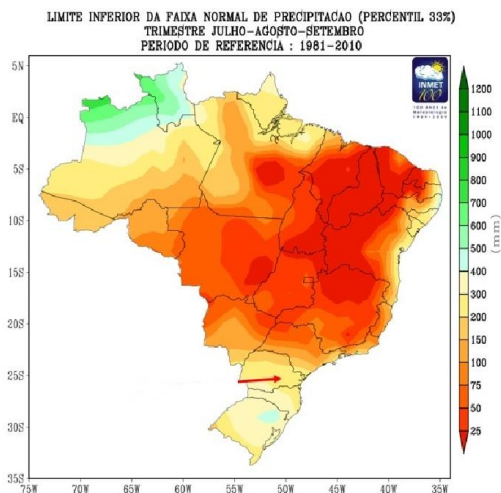 LIMITE INFERIOR DA FAIXA NORMAL DE PRECIPITACAO (PERCENTIL 33%)
TRIMESTRE JULHO-AGOSTO-SETEMBRO
PERIODO DE REFERENCIA : 1981-2010
INMET
100
5N
EQ
5S
10S
15S
20S
25S
30S
35S
75W
70W
65W
60W
55W
50W
45W
40W
35W
1200
1100
1000
900
800
700
600
500
400
300
200
150
100
75
50
25
(mm)